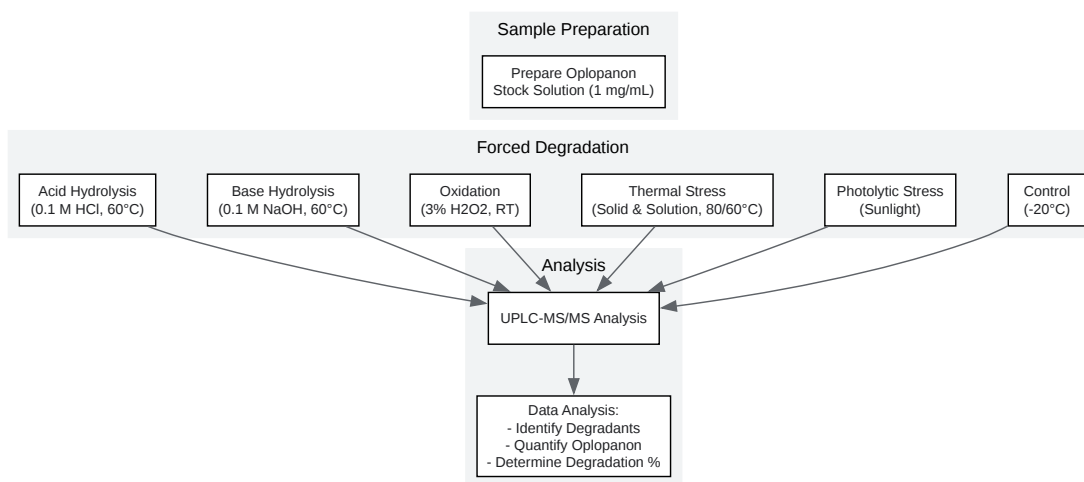 Sample Preparation
Prepare Oplopanon
Stock Solution (1 mg/mL)
Forced Degradation
Acid Hydrolysis
(0.1 M HCl, 60°C)
Base Hydrolysis
(0.1 M NaOH, 60°C)
Oxidation
(3% H2O2, RT)
Thermal Stress
(Solid & Solution, 80/60°C)
Photolytic Stress
(Sunlight)
Control
(-20°C)
Analysis
UPLC-MS/MS Analysis
Data Analysis:
- Identify Degradants
- Quantify Oplopanon
- Determine Degradation %